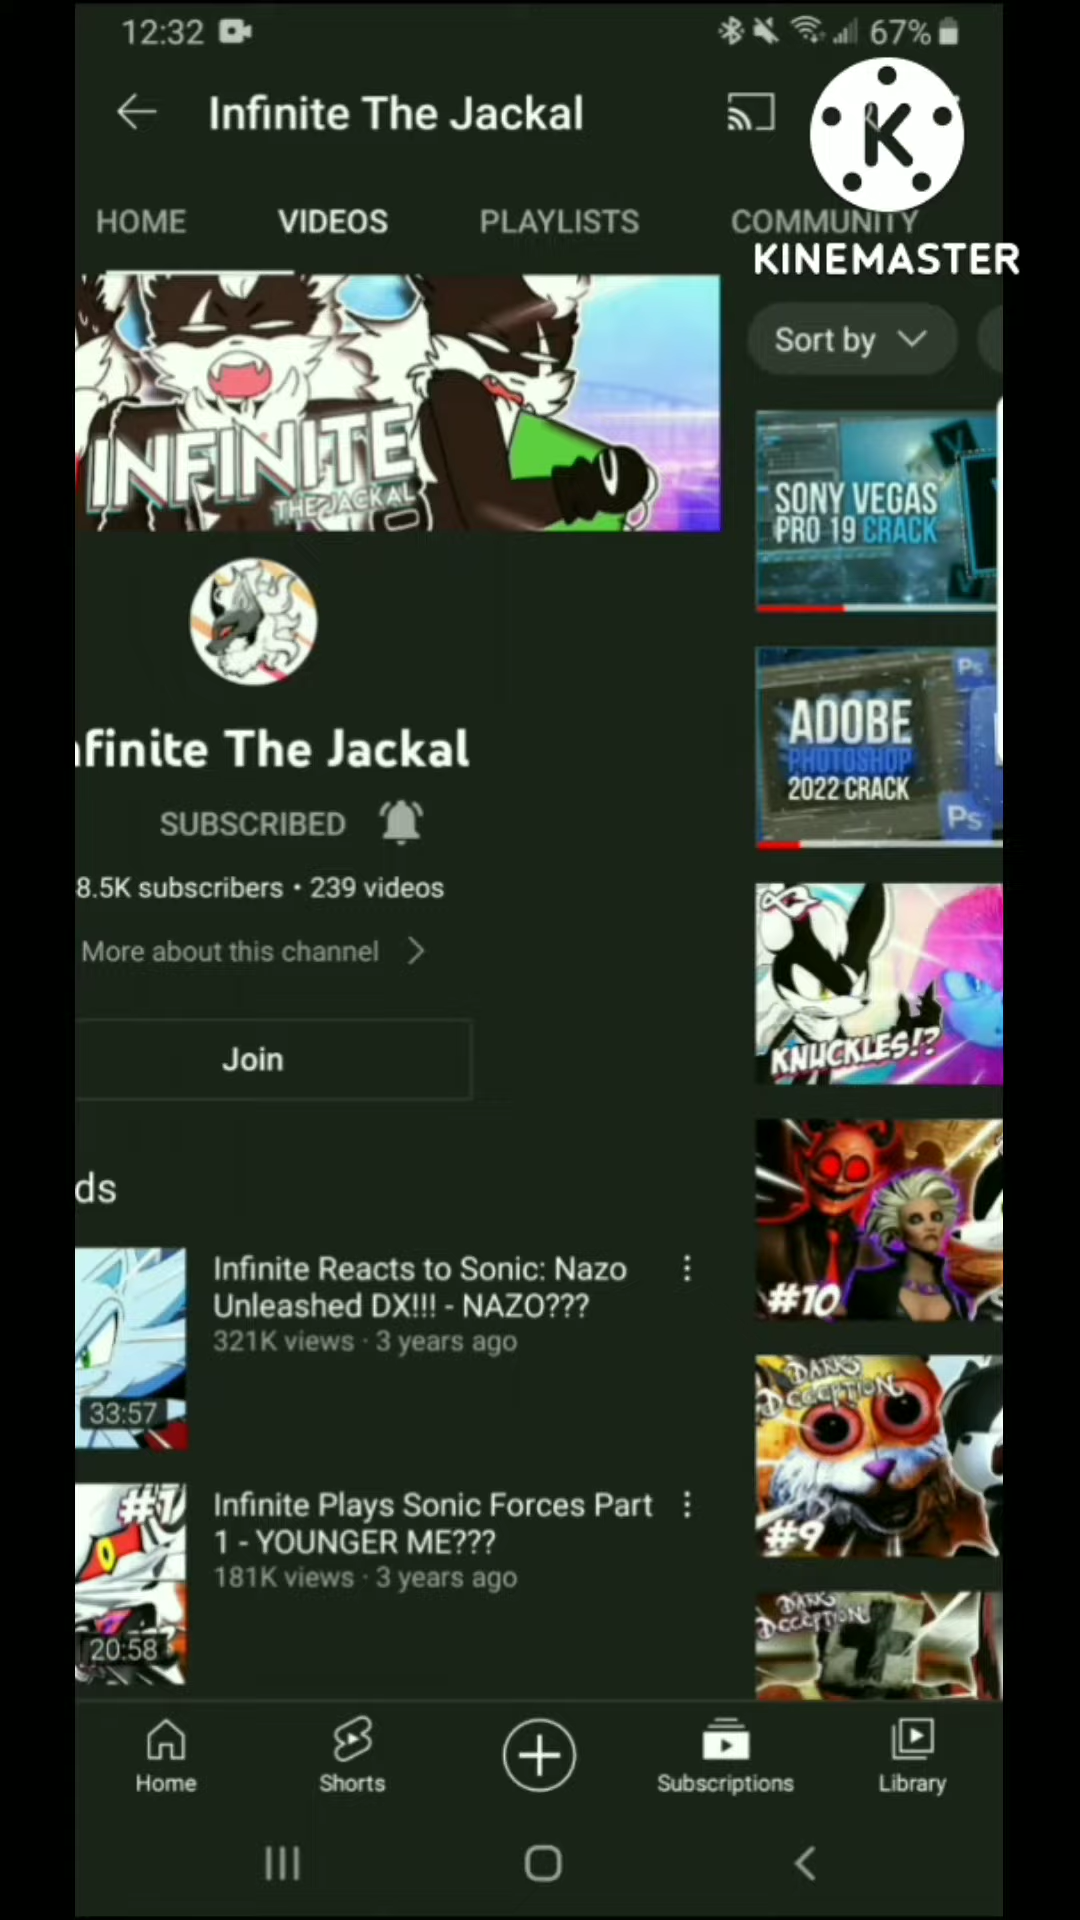 12:32
67%
Infinite The Jackal
K
KINEMASTER
HOME
VIDEOS
PLAYLISTS
COMMUNITY
INFINITE
THE JACKAL
Sort by
SONY VEGAS
PRO 19 CRACK
Ps
ADOBE
PHOTOSHOP
2022 CRACK
Ps
nfinite The Jackal
SUBSCRIBED
8.5K subscribers • 239 videos
More about this channel
KNUCKLES!?
Join
ds
#10
Infinite Reacts to Sonic: Nazo
Unleashed DX!!! - NAZO???
321K views · 3 years ago
33:57
DARK
DECEPTION
#9
#1
Infinite Plays Sonic Forces Part
1 - YOUNGER ME???
181K views · 3 years ago
20:58
DARK
DECEPTION
Home
Shorts
Subscriptions
Library